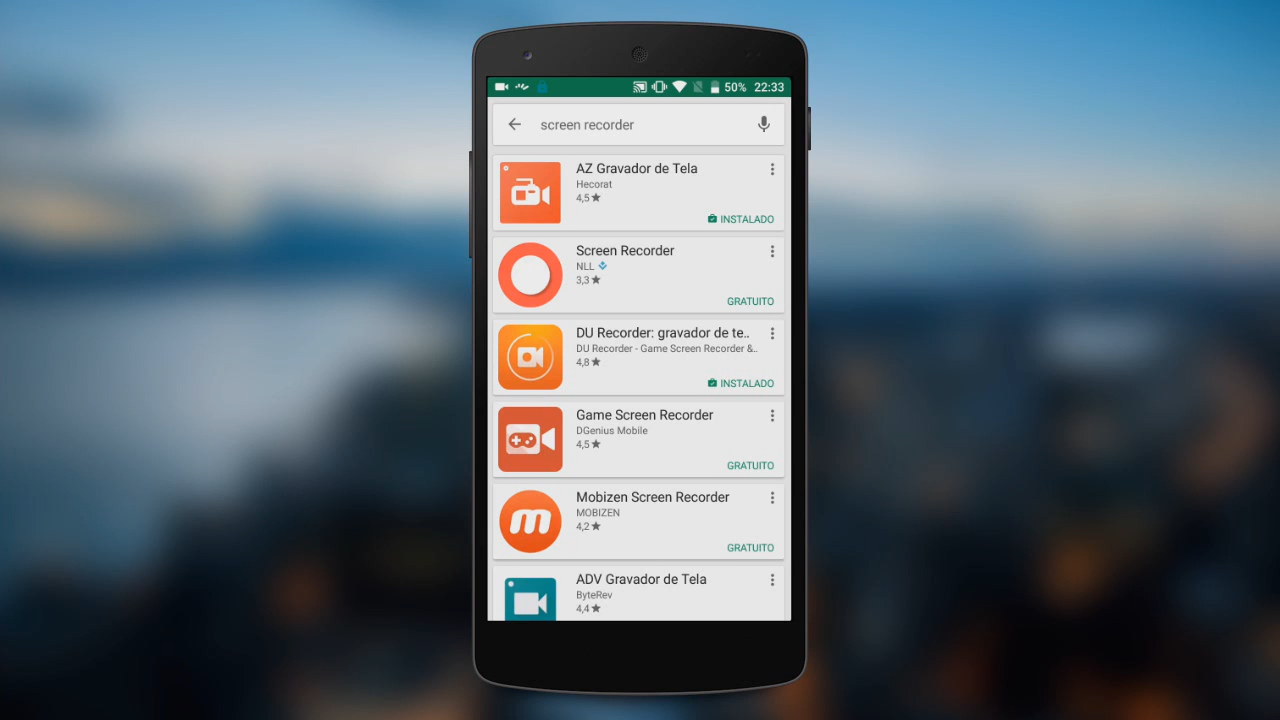 50% 22:33
screen recorder
AZ Gravador de Tela
Hecorat
4,5★
INSTALADO
Screen Recorder
NLL
3,3★
GRATUITO
DU Recorder: gravador de te..
DU Recorder - Game Screen Recorder &..
4,8★
INSTALADO
Game Screen Recorder
DGenius Mobile
4,5★
GRATUITO
Mobizen Screen Recorder
MOBIZEN
4,2★
GRATUITO
m
ADV Gravador de Tela
ByteRev
4,4★